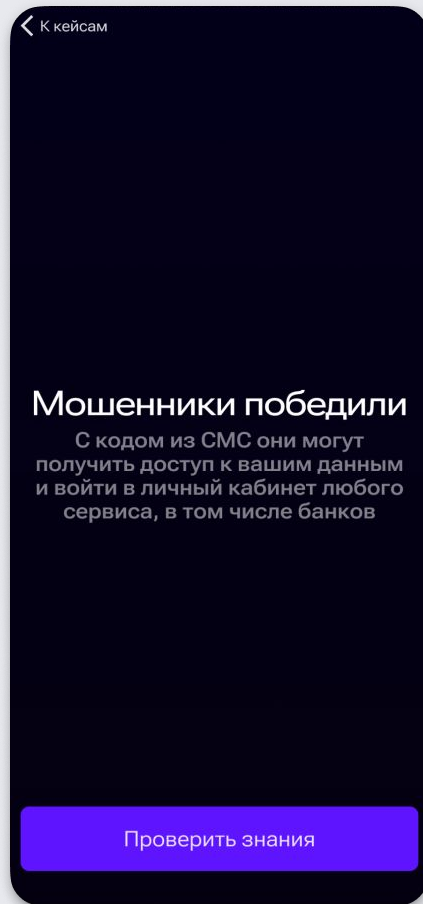 К кейсам
Мошенники победили
С кодом из СМС они могут
получить доступ к вашим данным
и войти в личный кабинет любого
сервиса, в том числе банков
Проверить знания